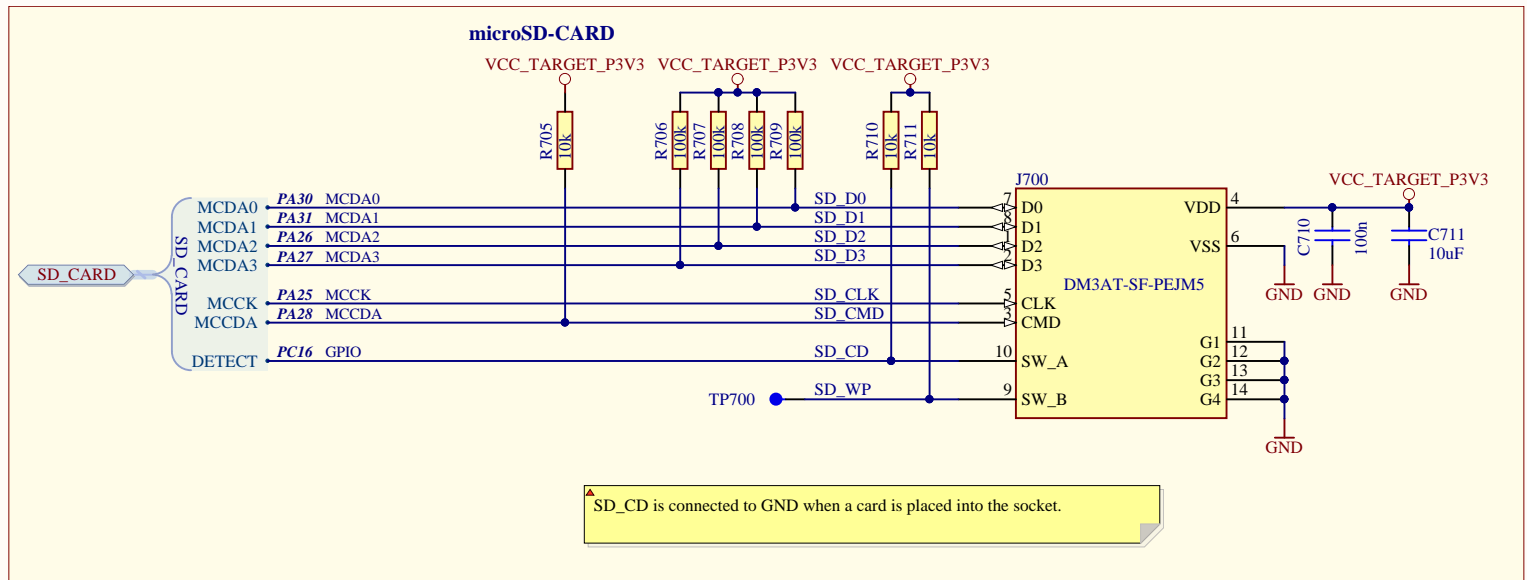 microSD-CARD
VCC_TARGET_P3V3 VCC_TARGET_P3V3 VCC_TARGET_P3V3
R705 10k R706 100k R707 100k R708 100k R709 100k R710 10k R711 10k
J700
VCC_TARGET_P3V3
MCDA0 PA30 MCDA0 SD_D0 7 D0 VDD 4
MCDA1 PA31 MCDA1 SD_D1 8 D1
MCDA2 PA26 MCDA2 SD_D2 1 D2 VSS 6
MCDA3 PA27 MCDA3 SD_D3 2 D3
C710 100n
C711
10uF
SD_CARD
SD_CARD
DM3AT-SF-PEJM5
GND GND GND
MCCK PA25 MCCK SD_CLK 5 CLK
MCCDA PA28 MCCDA SD_CMD 3 CMD
G1 11
DETECT PC16 GPIO SD_CD 10 SW_A G2 12
G3 13
TP700 SD_WP 9 SW_B G4 14
GND
SD_CD is connected to GND when a card is placed into the socket.